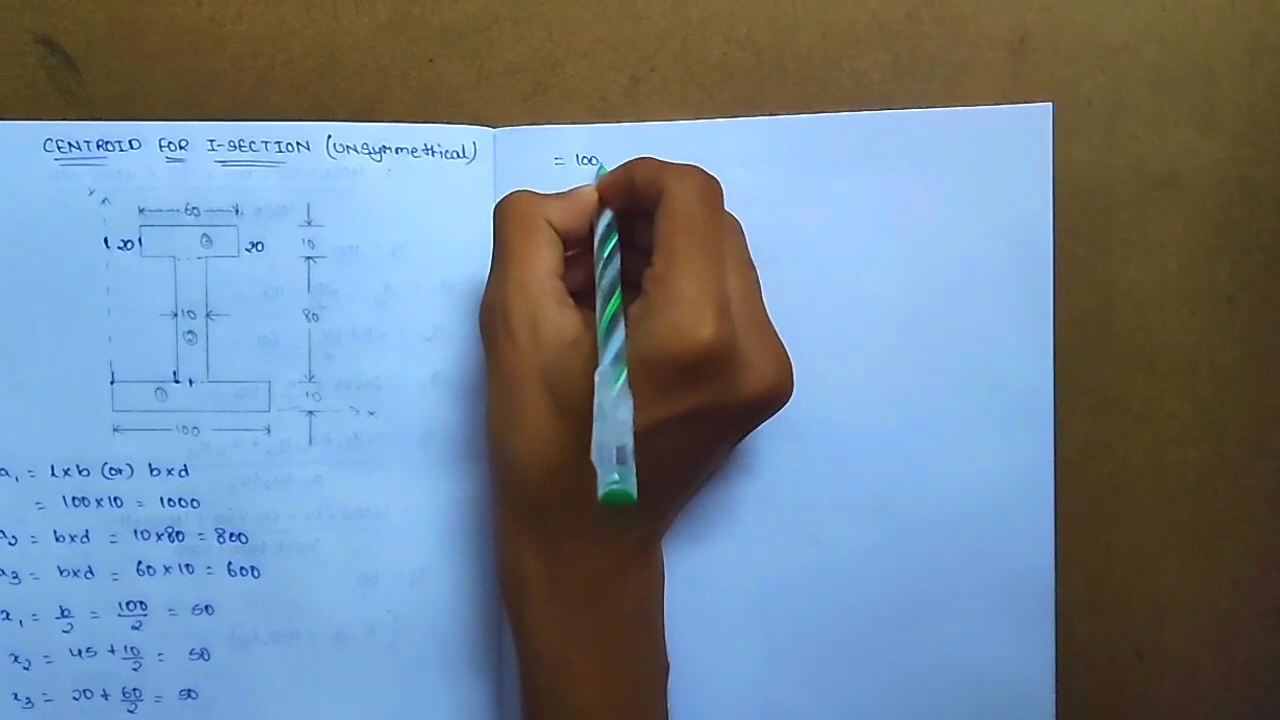 CENTROID FOR I-SECTION (UNSymmetrical)
= 100
Y
60
20 ③ 20
10
10
80
②
①
10
x
100
a₁ = l×b (or) b×d
= 100×10 = 1000
a₂ = b×d = 10×80 = 800
a₃ = b×d = 60×10 = 600
x₁ = b/2 = 100/2 = 50
x₂ = 45 + 10/2 = 50
x₃ = 20 + 60/2 = 50